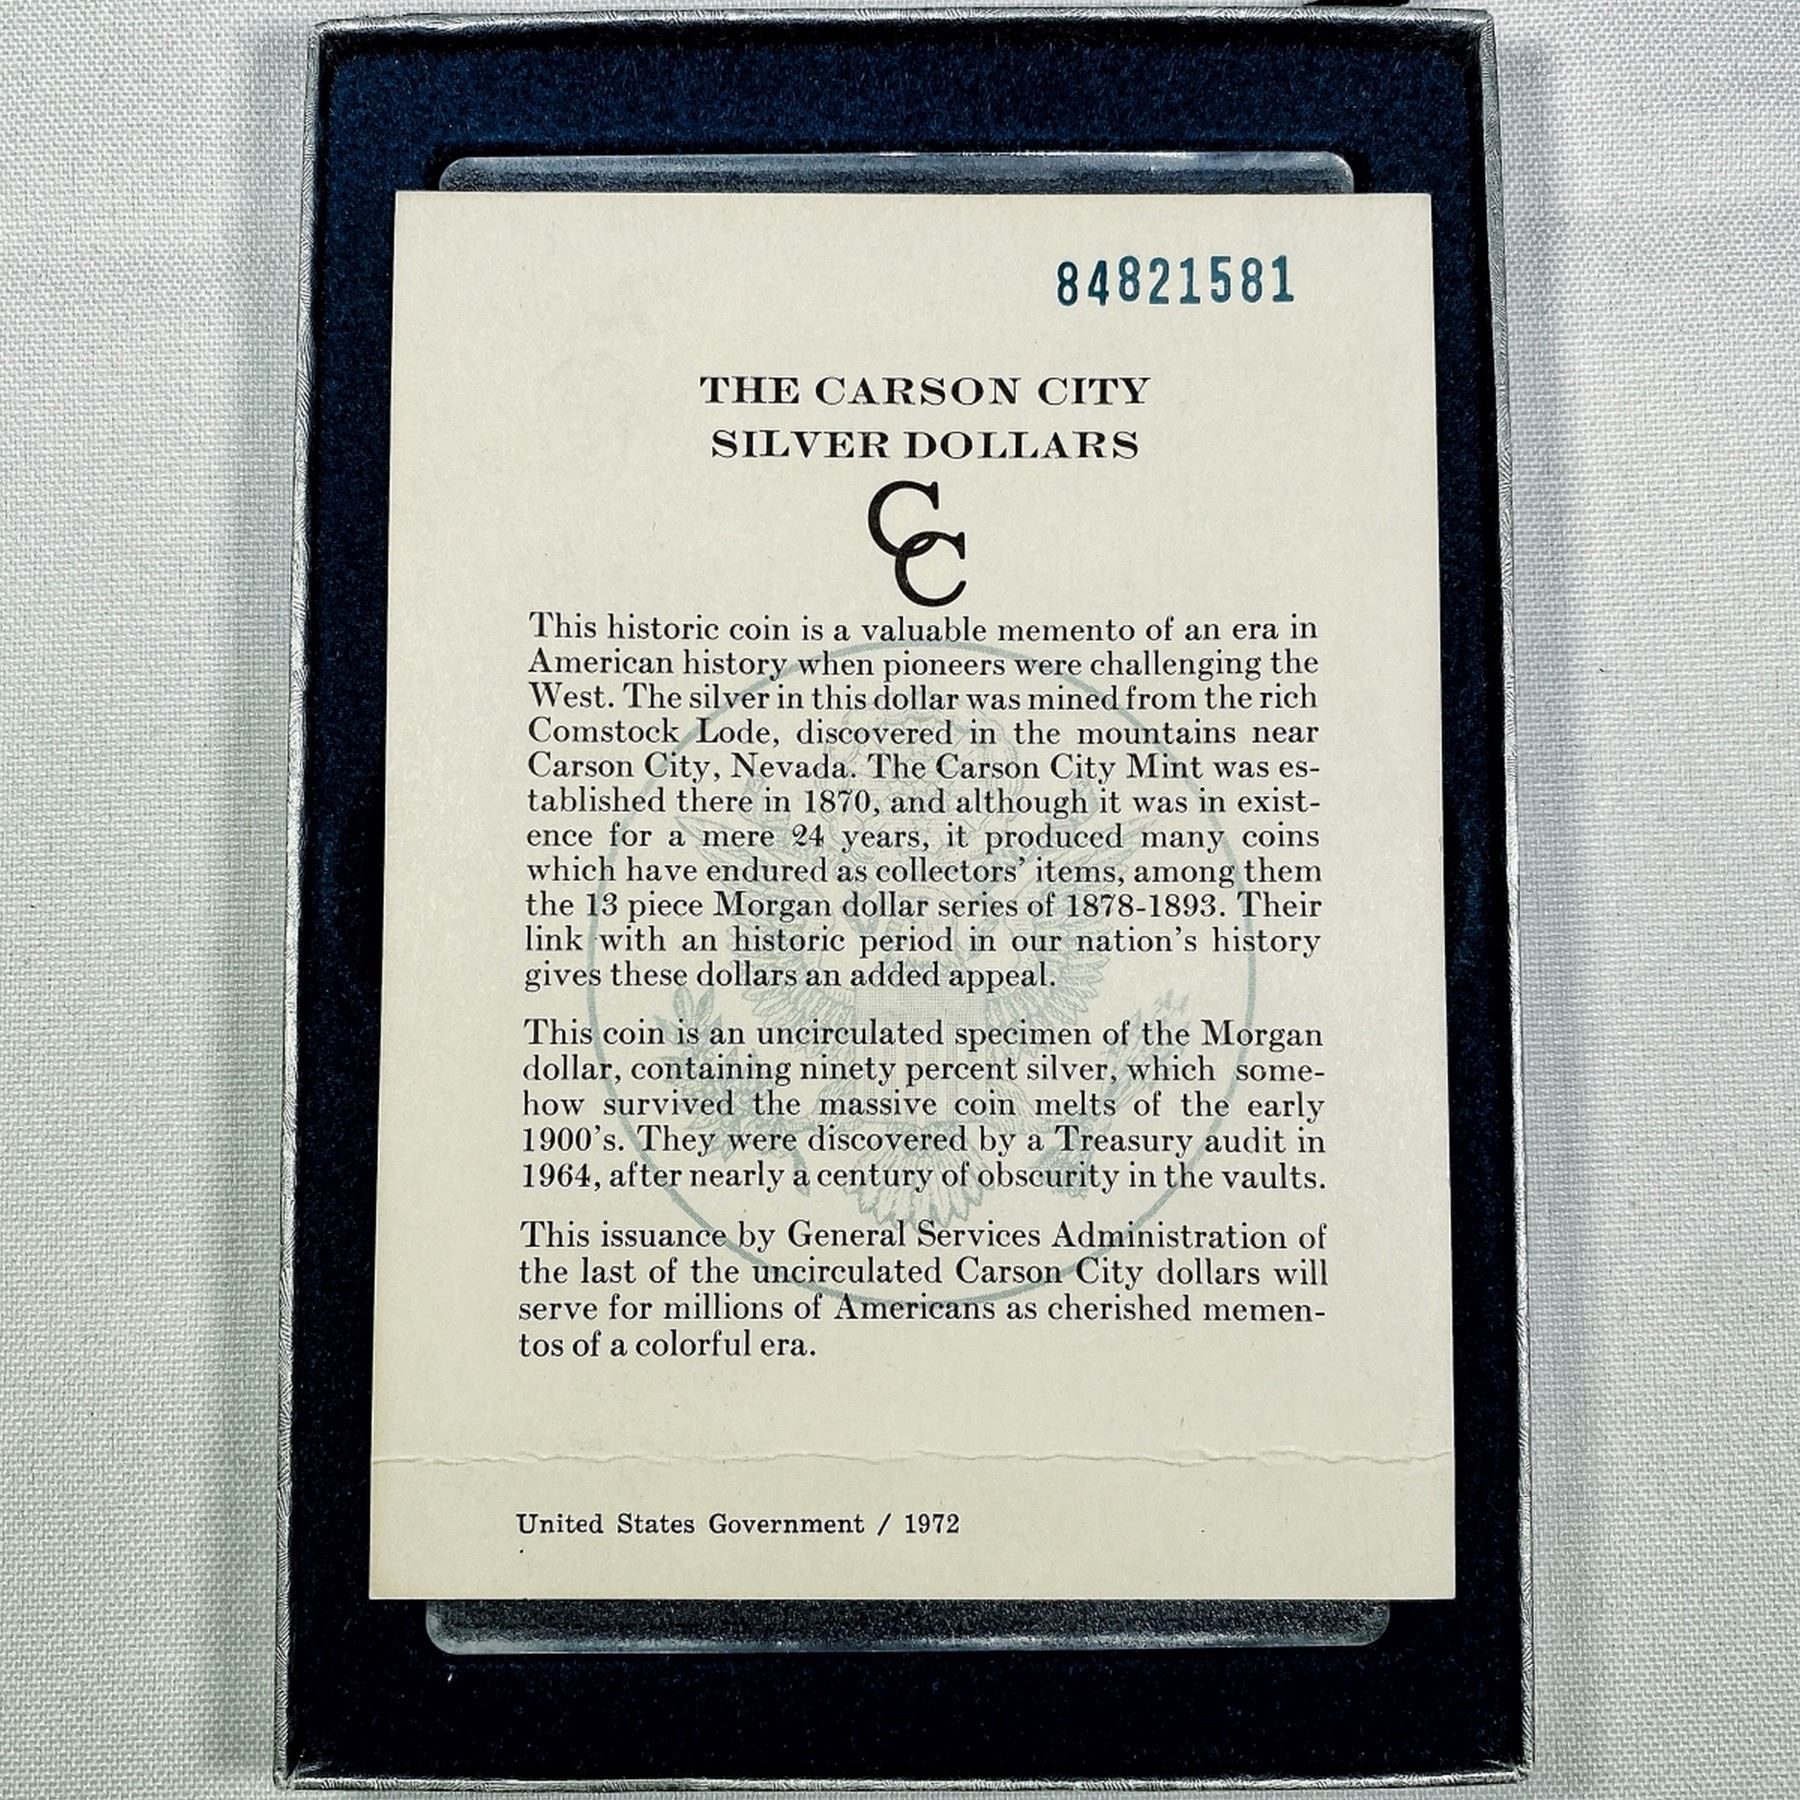 84821581
THE CARSON CITY
SILVER DOLLARS
CC
This historic coin is a valuable memento of an era in
American history when pioneers were challenging the
West. The silver in this dollar was mined from the rich
Comstock Lode, discovered in the mountains near
Carson City, Nevada. The Carson City Mint was es-
tablished there in 1870, and although it was in exist-
ence for a mere 24 years, it produced many coins
which have endured as collectors' items, among them
the 13 piece Morgan dollar series of 1878-1893. Their
link with an historic period in our nation's history
gives these dollars an added appeal.
This coin is an uncirculated specimen of the Morgan
dollar, containing ninety percent silver, which some-
how survived the massive coin melts of the early
1900's. They were discovered by a Treasury audit in
1964, after nearly a century of obscurity in the vaults.
This issuance by General Services Administration of
the last of the uncirculated Carson City dollars will
serve for millions of Americans as cherished memen-
tos of a colorful era.
United States Government / 1972